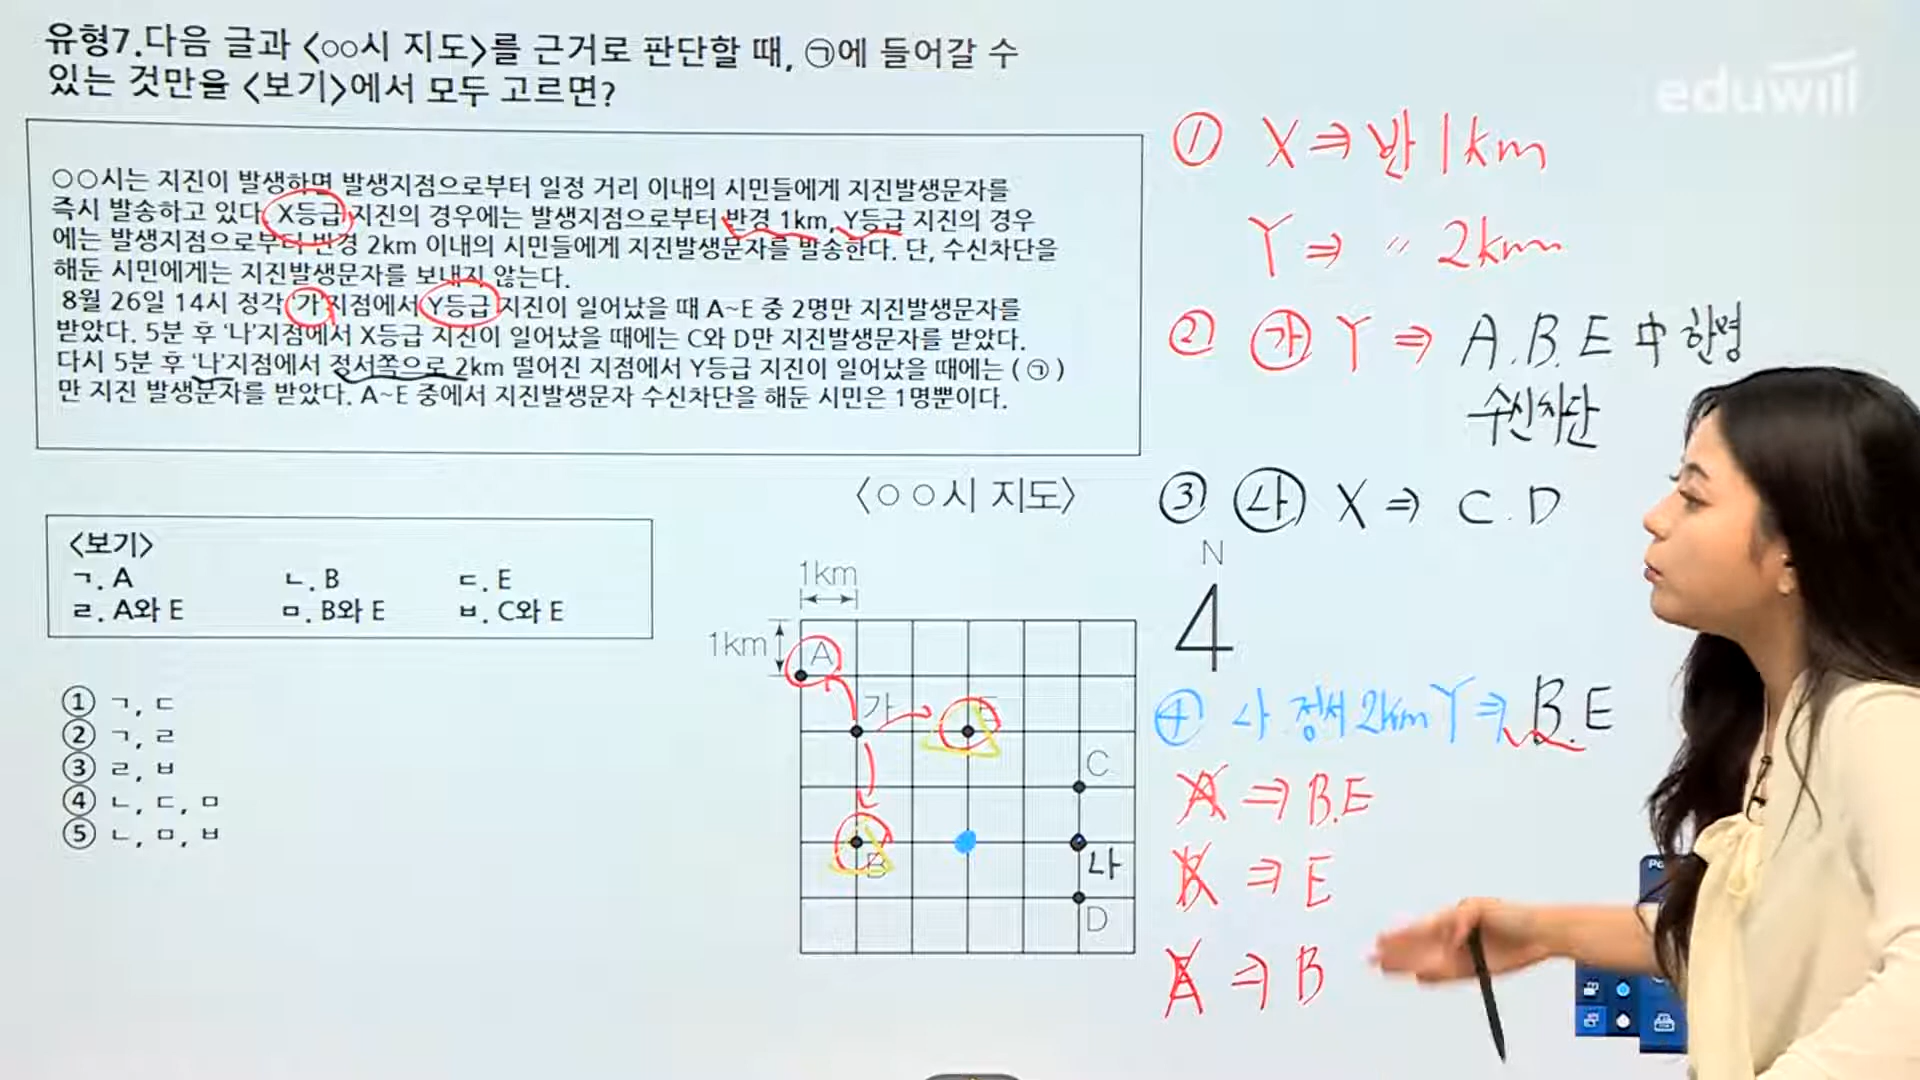 유형7.다음 글과 <○○시 지도>를 근거로 판단할 때, ㉠에 들어갈 수
있는 것만을 <보기>에서 모두 고르면?
eduwill
○○시는 지진이 발생하면 발생지점으로부터 일정 거리 이내의 시민들에게 지진발생문자를
즉시 발송하고 있다. X등급 지진의 경우에는 발생지점으로부터 반경 1km, Y등급 지진의 경우
에는 발생지점으로부터 반경 2km 이내의 시민들에게 지진발생문자를 발송한다. 단, 수신차단을
해둔 시민에게는 지진발생문자를 보내지 않는다.
8월 26일 14시 정각 '가'지점에서 Y등급 지진이 일어났을 때 A~E 중 2명만 지진발생문자를
받았다. 5분 후 '나'지점에서 X등급 지진이 일어났을 때에는 C와 D만 지진발생문자를 받았다.
다시 5분 후 '나'지점에서 정서쪽으로 2km 떨어진 지점에서 Y등급 지진이 일어났을 때에는 ( ㉠ )
만 지진 발생문자를 받았다. A~E 중에서 지진발생문자 수신차단을 해둔 시민은 1명뿐이다.
<보기>
ㄱ. A ㄴ. B ㄷ. E
ㄹ. A와 E ㅁ. B와 E ㅂ. C와 E
① ㄱ, ㄷ
② ㄱ, ㄹ
③ ㄹ, ㅂ
④ ㄴ, ㄷ, ㅁ
⑤ ㄴ, ㅁ, ㅂ
<○○시 지도>
1km
1km
A
가
E
C
B
나
D
N
① X ⇒ 반 1km
Y ⇒ 〃 2km
② 가 Y ⇒ A.B.E 中 한명
수신차단
③ 나 X ⇒ C.D
④ 나 정서 2km Y ⇒ B.E
A ⇒ B.E
B ⇒ E
E ⇒ B